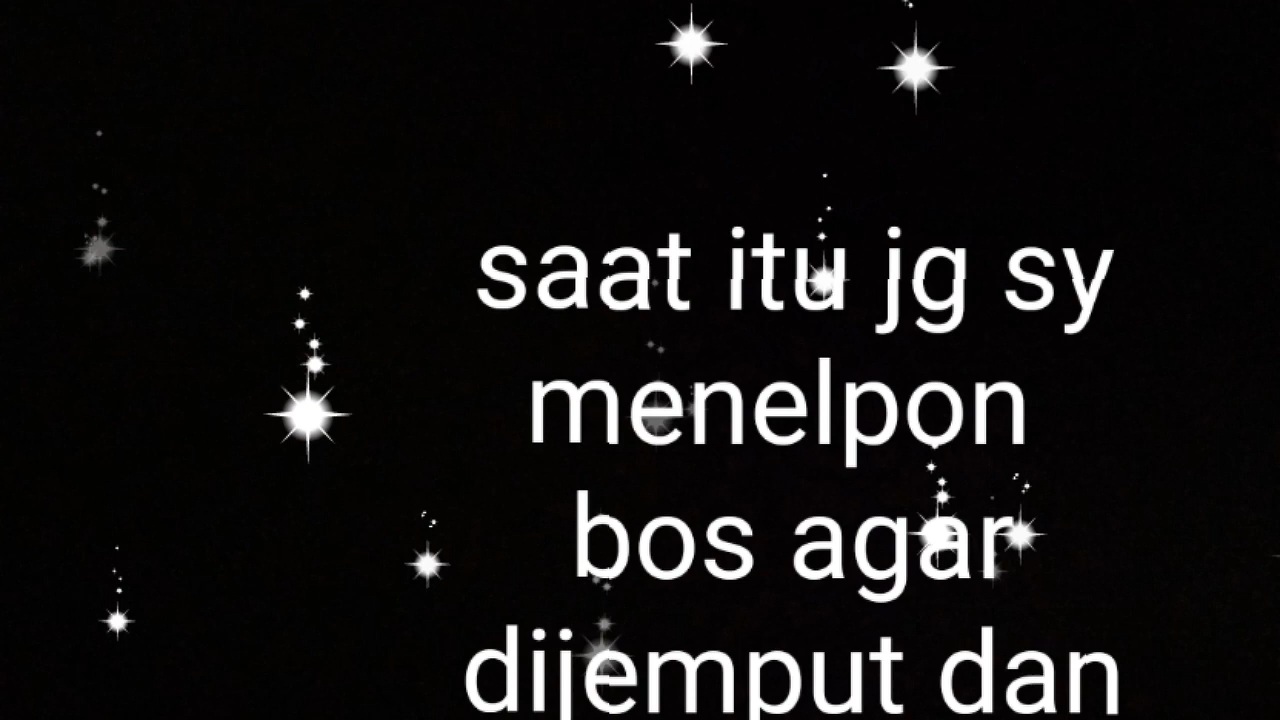 saat itu jg sy
menelpon
bos agar
dijemput dan